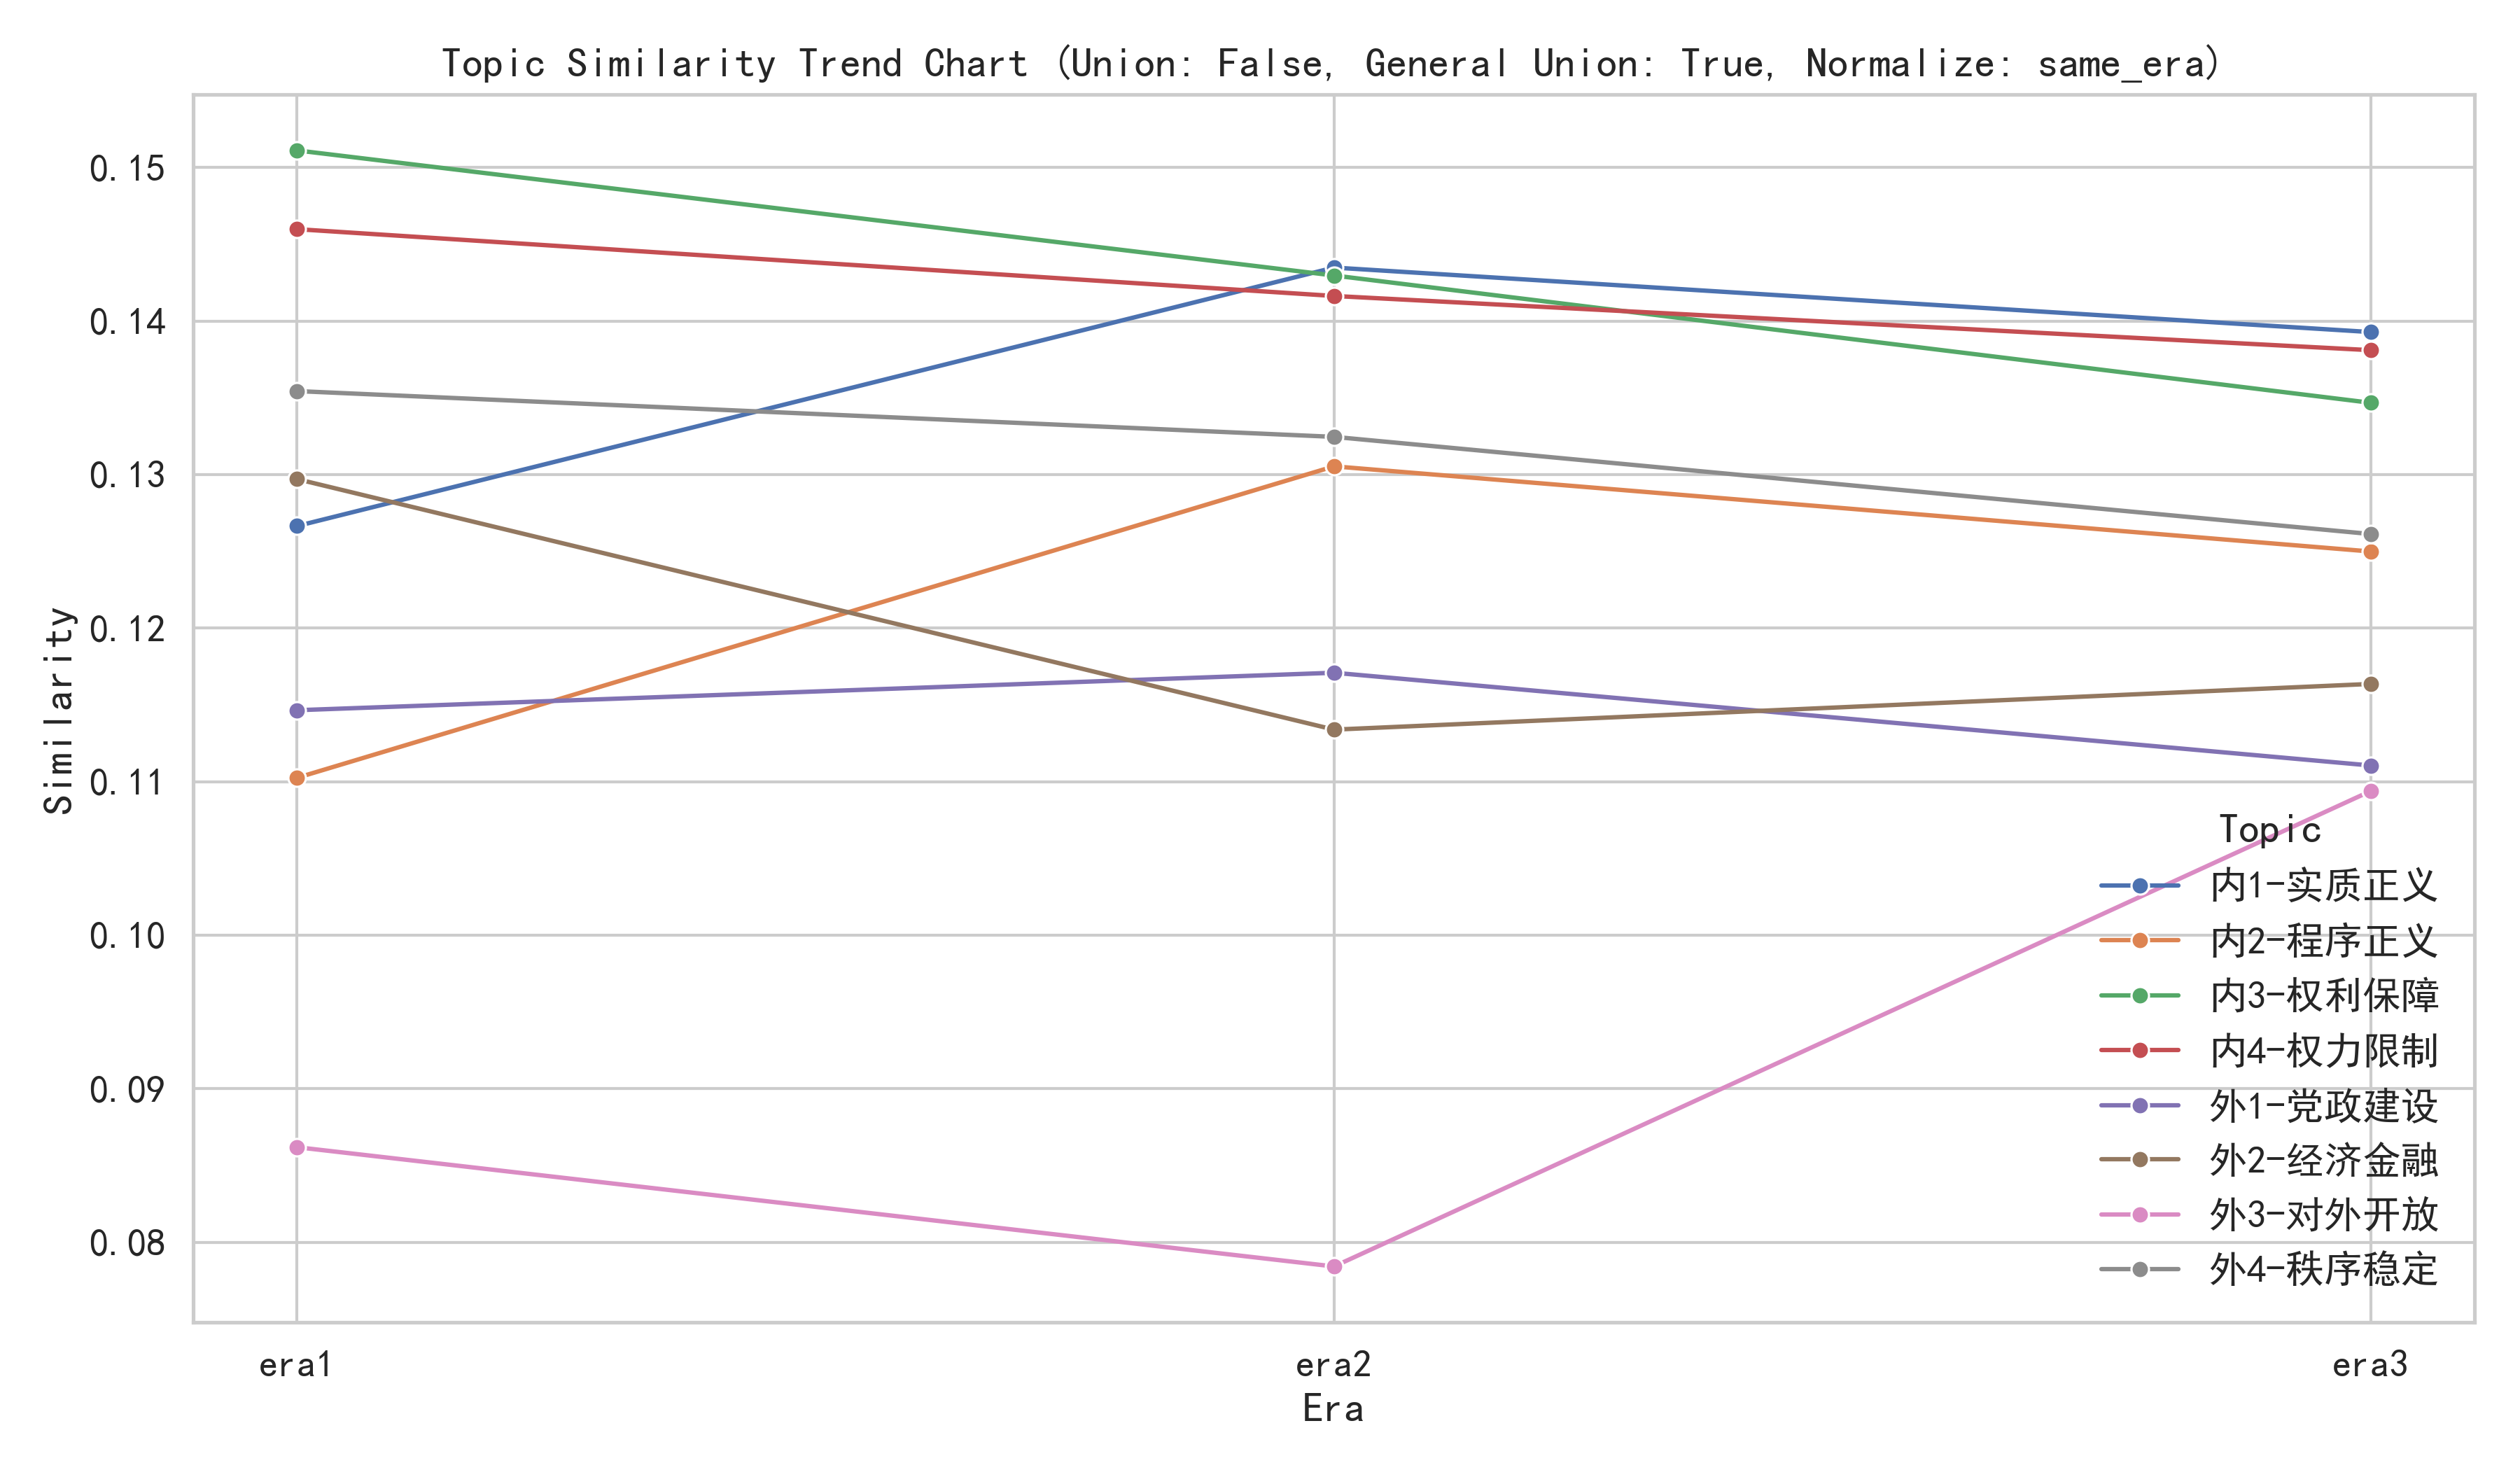 Topic Similarity Trend Chart (Union: False, General Union: True, Normalize: same_era)
Similarity
0.15
0.14
0.13
0.12
0.11
0.10
0.09
0.08
era1
era2
era3
Era
Topic
内1-实质正义
内2-程序正义
内3-权利保障
内4-权力限制
外1-党政建设
外2-经济金融
外3-对外开放
外4-秩序稳定